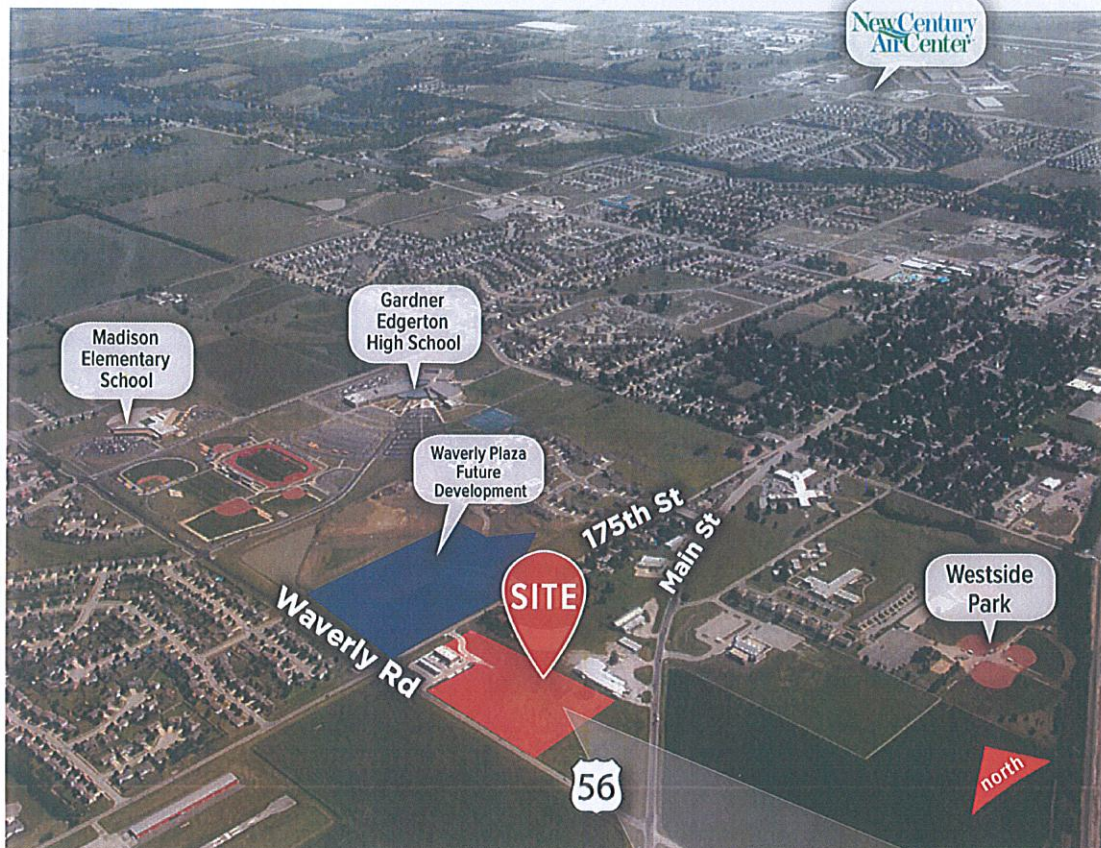 New Century
AirCenter
Gardner
Edgerton
High School
Madison
Elementary
School
Waverly Plaza
Future
Development
175th St
Main St
SITE
Westside
Park
Waverly Rd
56
north